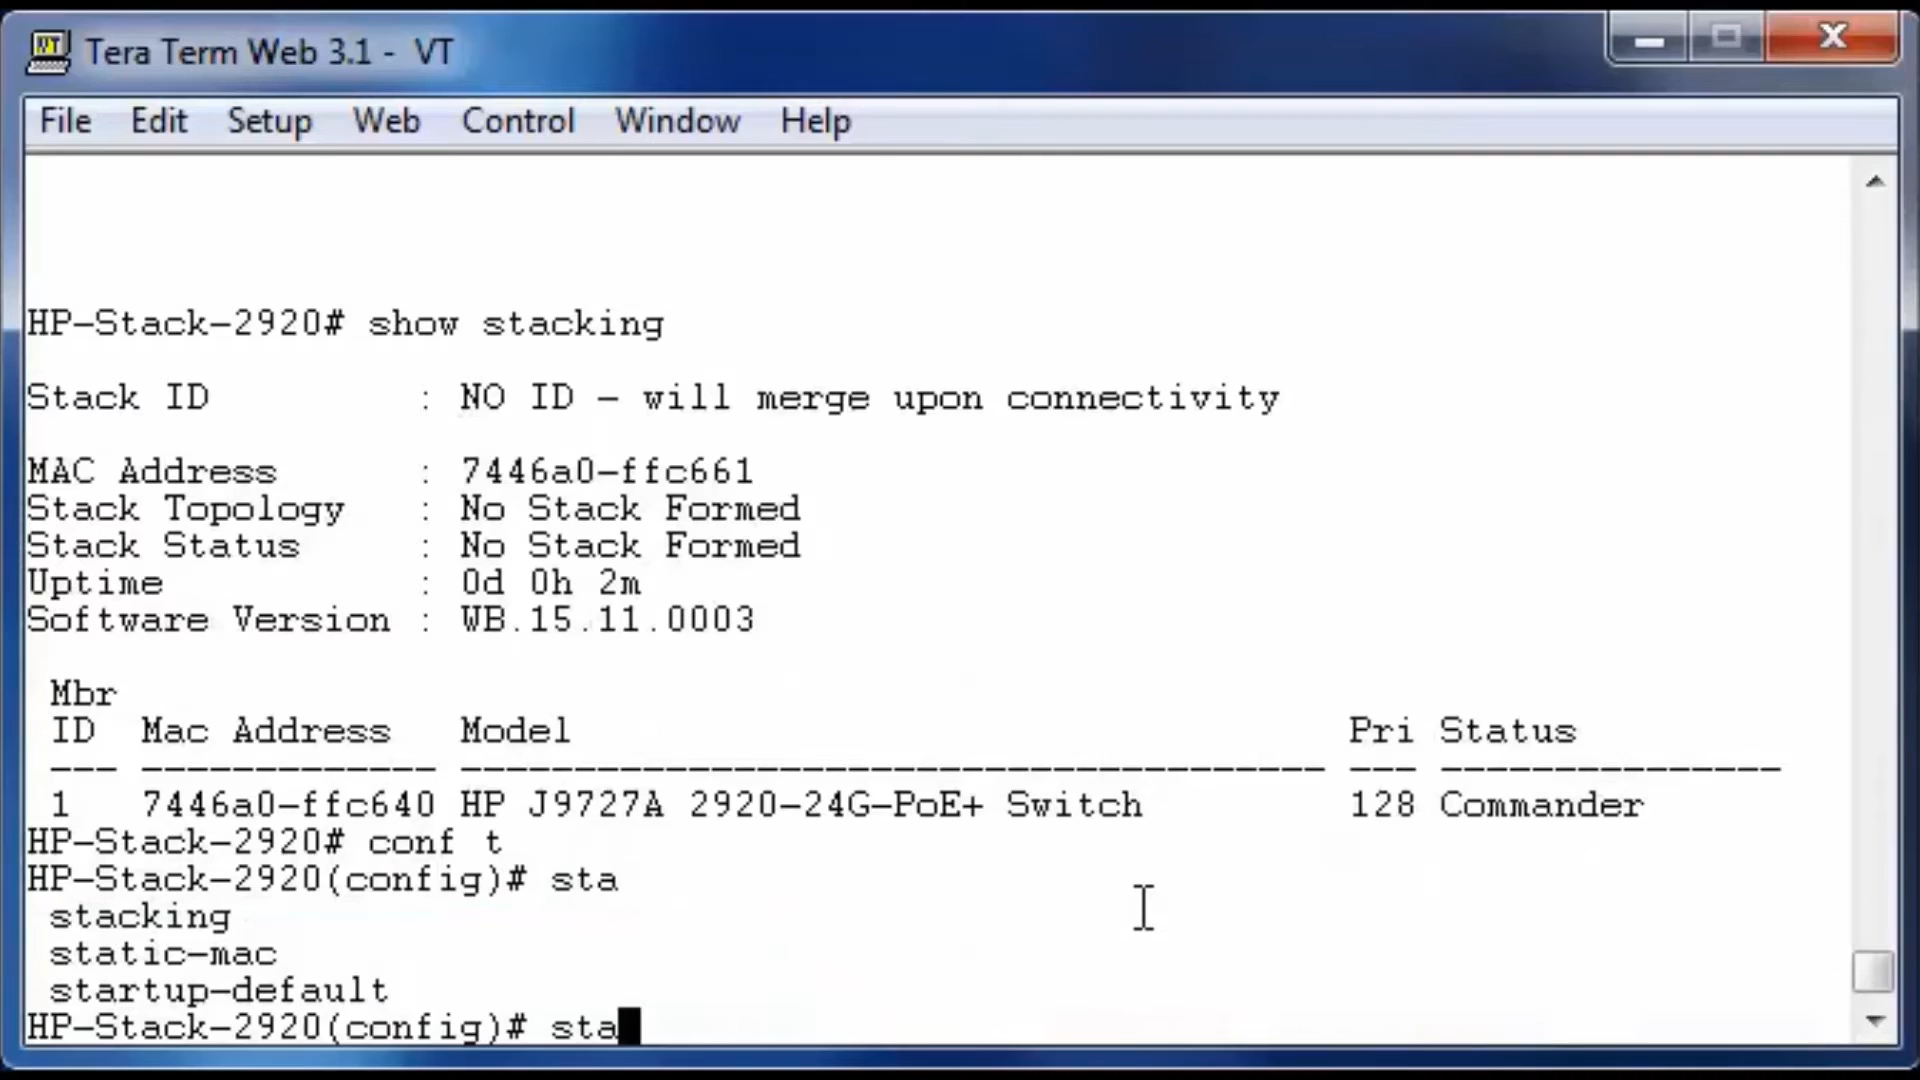 Tera Term Web 3.1 - VT
File Edit Setup Web Control Window Help
HP-Stack-2920# show stacking
Stack ID : NO ID - will merge upon connectivity
MAC Address : 7446a0-ffc661
Stack Topology : No Stack Formed
Stack Status : No Stack Formed
Uptime : 0d 0h 2m
Software Version : WB.15.11.0003
Mbr
ID Mac Address Model Pri Status
--- ------------- -------------------------------------- --- ---------------
1 7446a0-ffc640 HP J9727A 2920-24G-PoE+ Switch 128 Commander
HP-Stack-2920# conf t
HP-Stack-2920(config)# sta
stacking
static-mac
startup-default
HP-Stack-2920(config)# sta